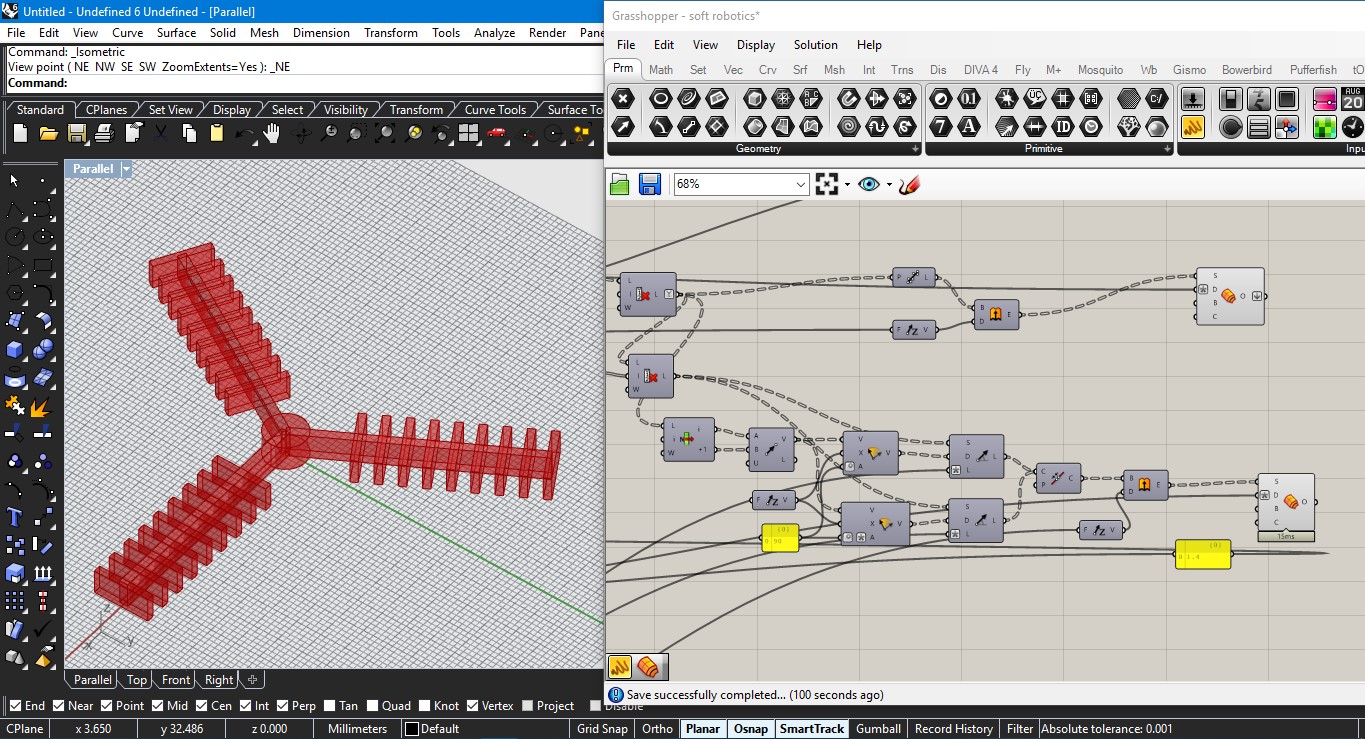 Untitled - Undefined 6 Undefined - [Parallel]
File Edit View Curve Surface Solid Mesh Dimension Transform Tools Analyze Render Pane
Command: _Isometric
View point ( NE NW SE SW ZoomExtents=Yes ): _NE
Command:
Standard CPlanes Set View Display Select Visibility Transform Curve Tools Surface To
Parallel
z
x
y
Parallel Top Front Right
End Near Point Mid Cen Int Perp Tan Quad Knot Vertex Project Disable
CPlane x 3.650 y 32.486 z 0.000 Millimeters Default Grid Snap Ortho Planar Osnap SmartTrack Gumball Record History Filter Absolute tolerance: 0.001
Grasshopper - soft robotics*
File Edit View Display Solution Help
Prm Math Set Vec Crv Srf Msh Int Trns Dis DIVA 4 Fly M+ Mosquito Wb Gismo Bowerbird Pufferfish tO
Geometry Primitive Inpu
AUG
20
68%
L i W L
P L
F V
B D E
S D B C O
L i W L
L i W i +1
A B U V L
V X A V
S D L L
F V
{0}
0 90
V X A V
S D L L
C P C
B D E
F V
S D B C O
15ms
{0}
0 1.4
Save successfully completed... (100 seconds ago)